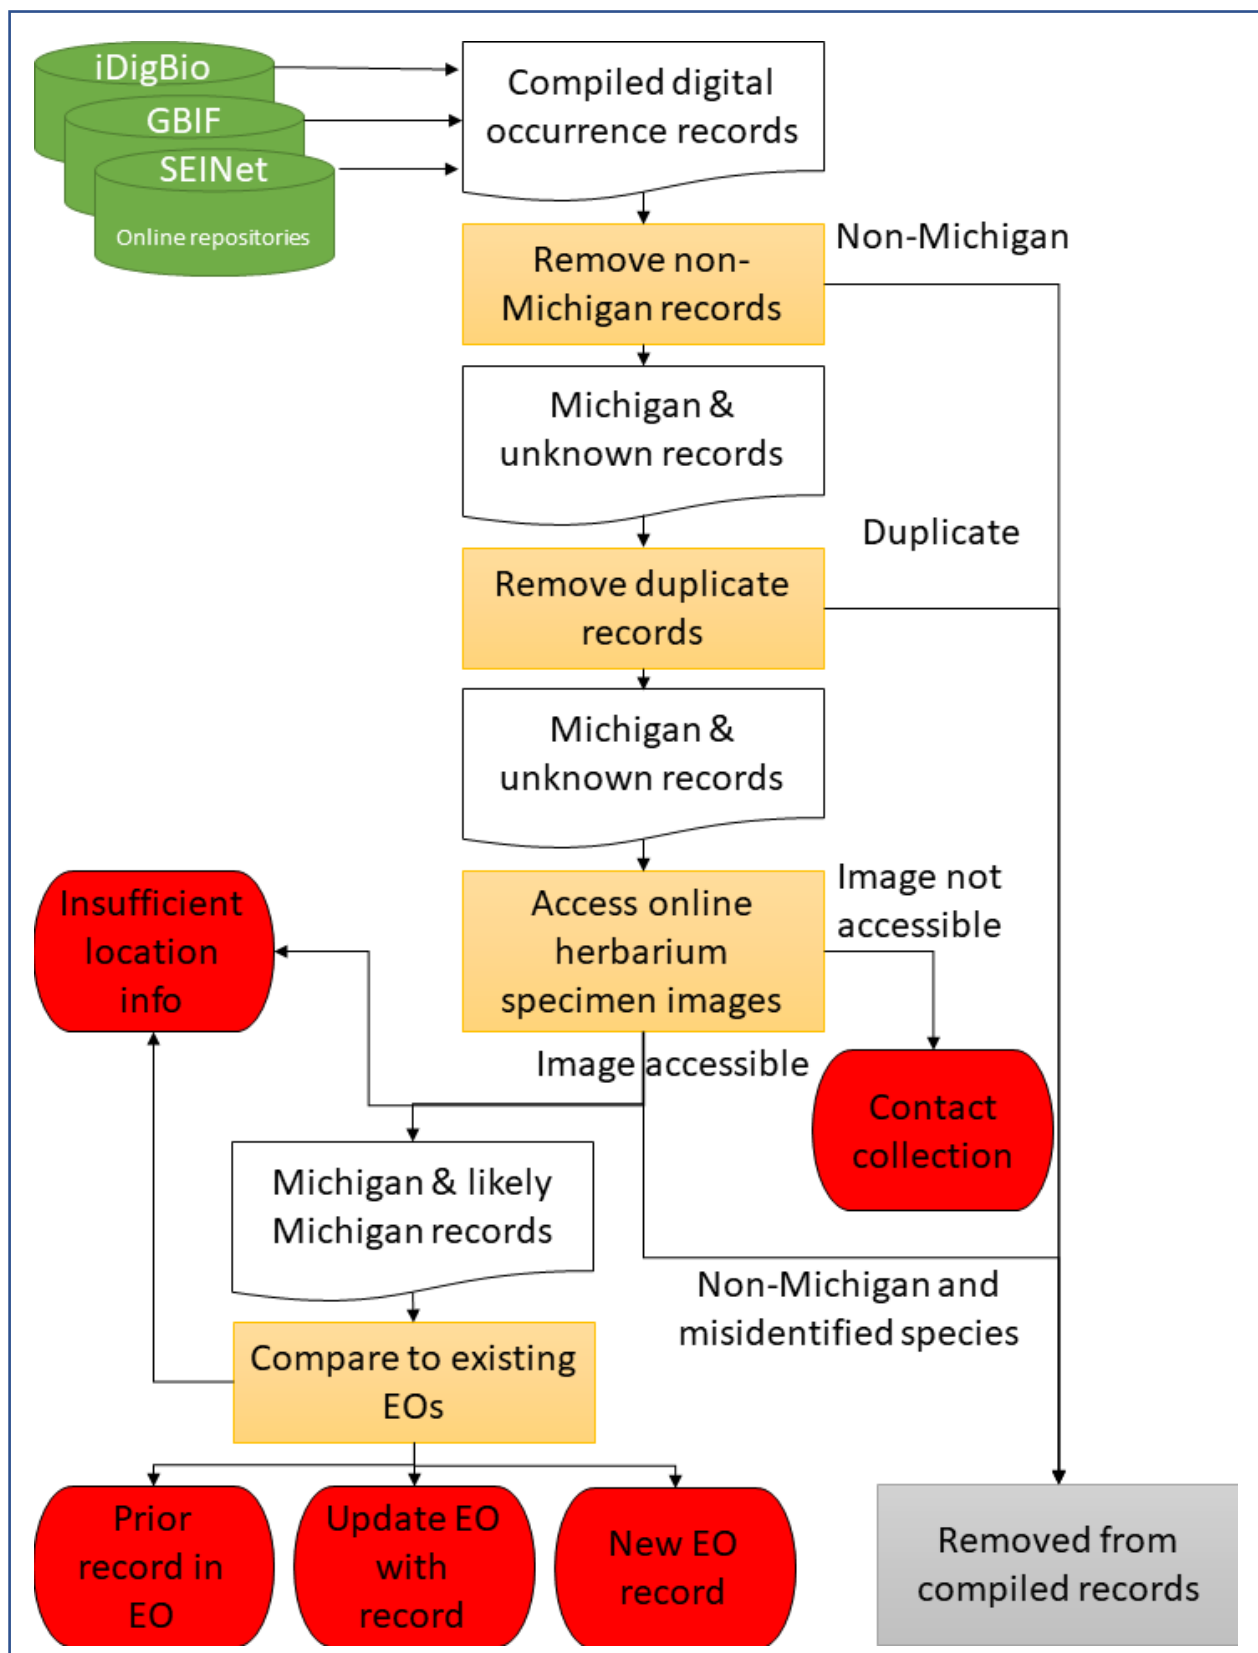 iDigBio
GBIF
SEINet
Online repositories
Compiled digital
occurrence records
Non-Michigan
Remove non-
Michigan records
Michigan &
unknown records
Duplicate
Remove duplicate
records
Michigan &
unknown records
Image not
accessible
Access online
herbarium
specimen images
Insufficient
location
info
Image accessible
Contact
collection
Michigan & likely
Michigan records
Non-Michigan and
misidentified species
Compare to existing
EOs
Prior
record in
EO
Update EO
with
record
New EO
record
Removed from
compiled records